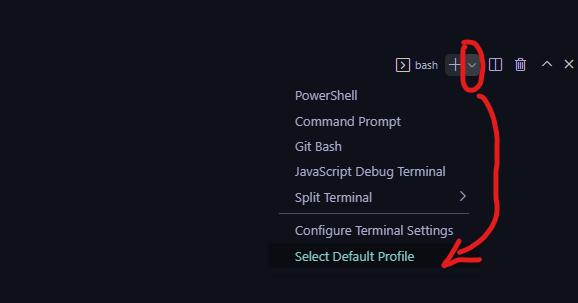 bash
PowerShell
Command Prompt
Git Bash
JavaScript Debug Terminal
Split Terminal
Configure Terminal Settings
Select Default Profile